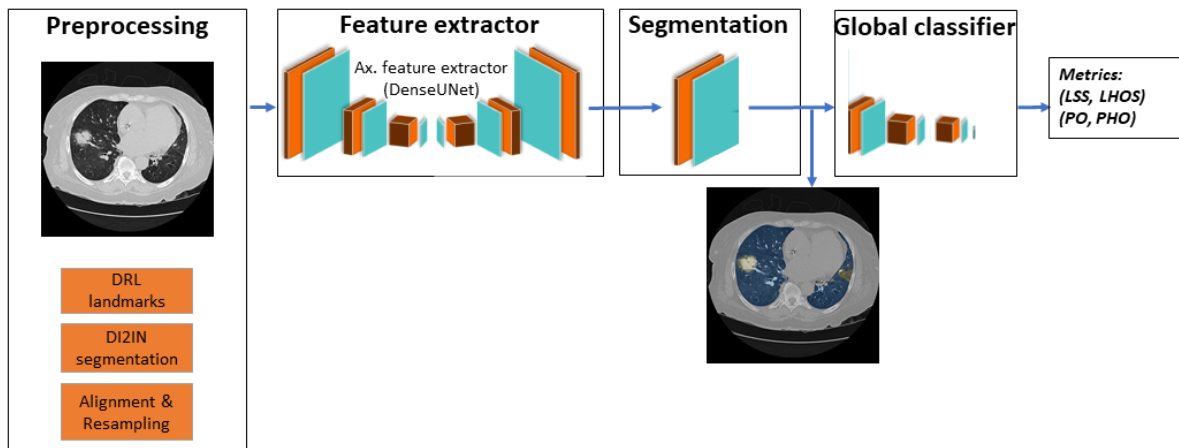 Preprocessing
DRL
landmarks
DI2IN
segmentation
Alignment &
Resampling
Feature extractor
Ax. feature extractor
(DenseUNet)
Segmentation
Global classifier
Metrics:
(LSS, LHOS)
(PO, PHO)